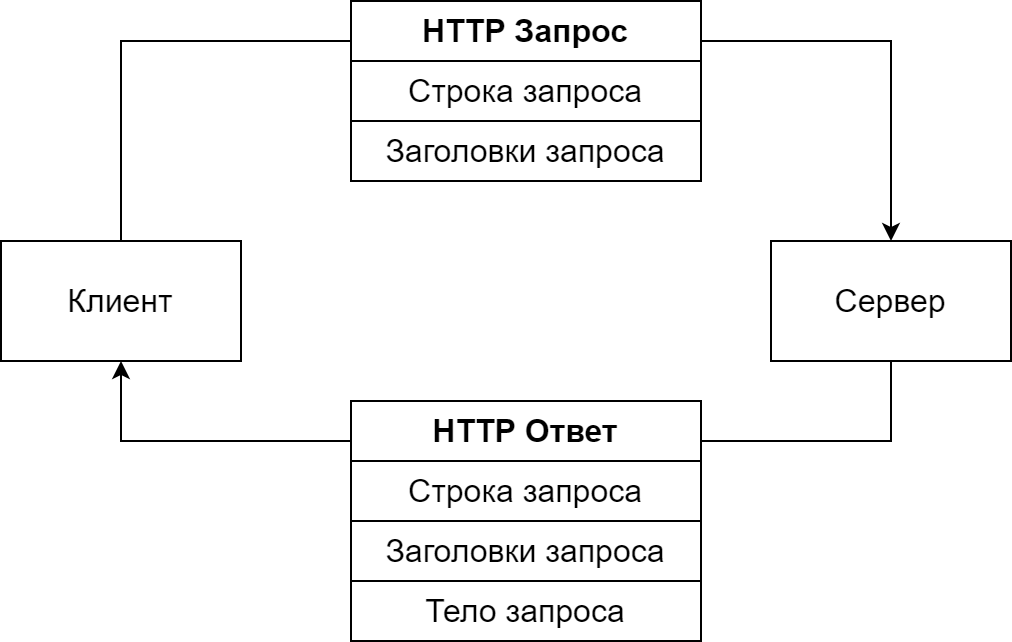 HTTP Запрос
Строка запроса
Заголовки запроса
Клиент
Сервер
HTTP Ответ
Строка запроса
Заголовки запроса
Тело запроса